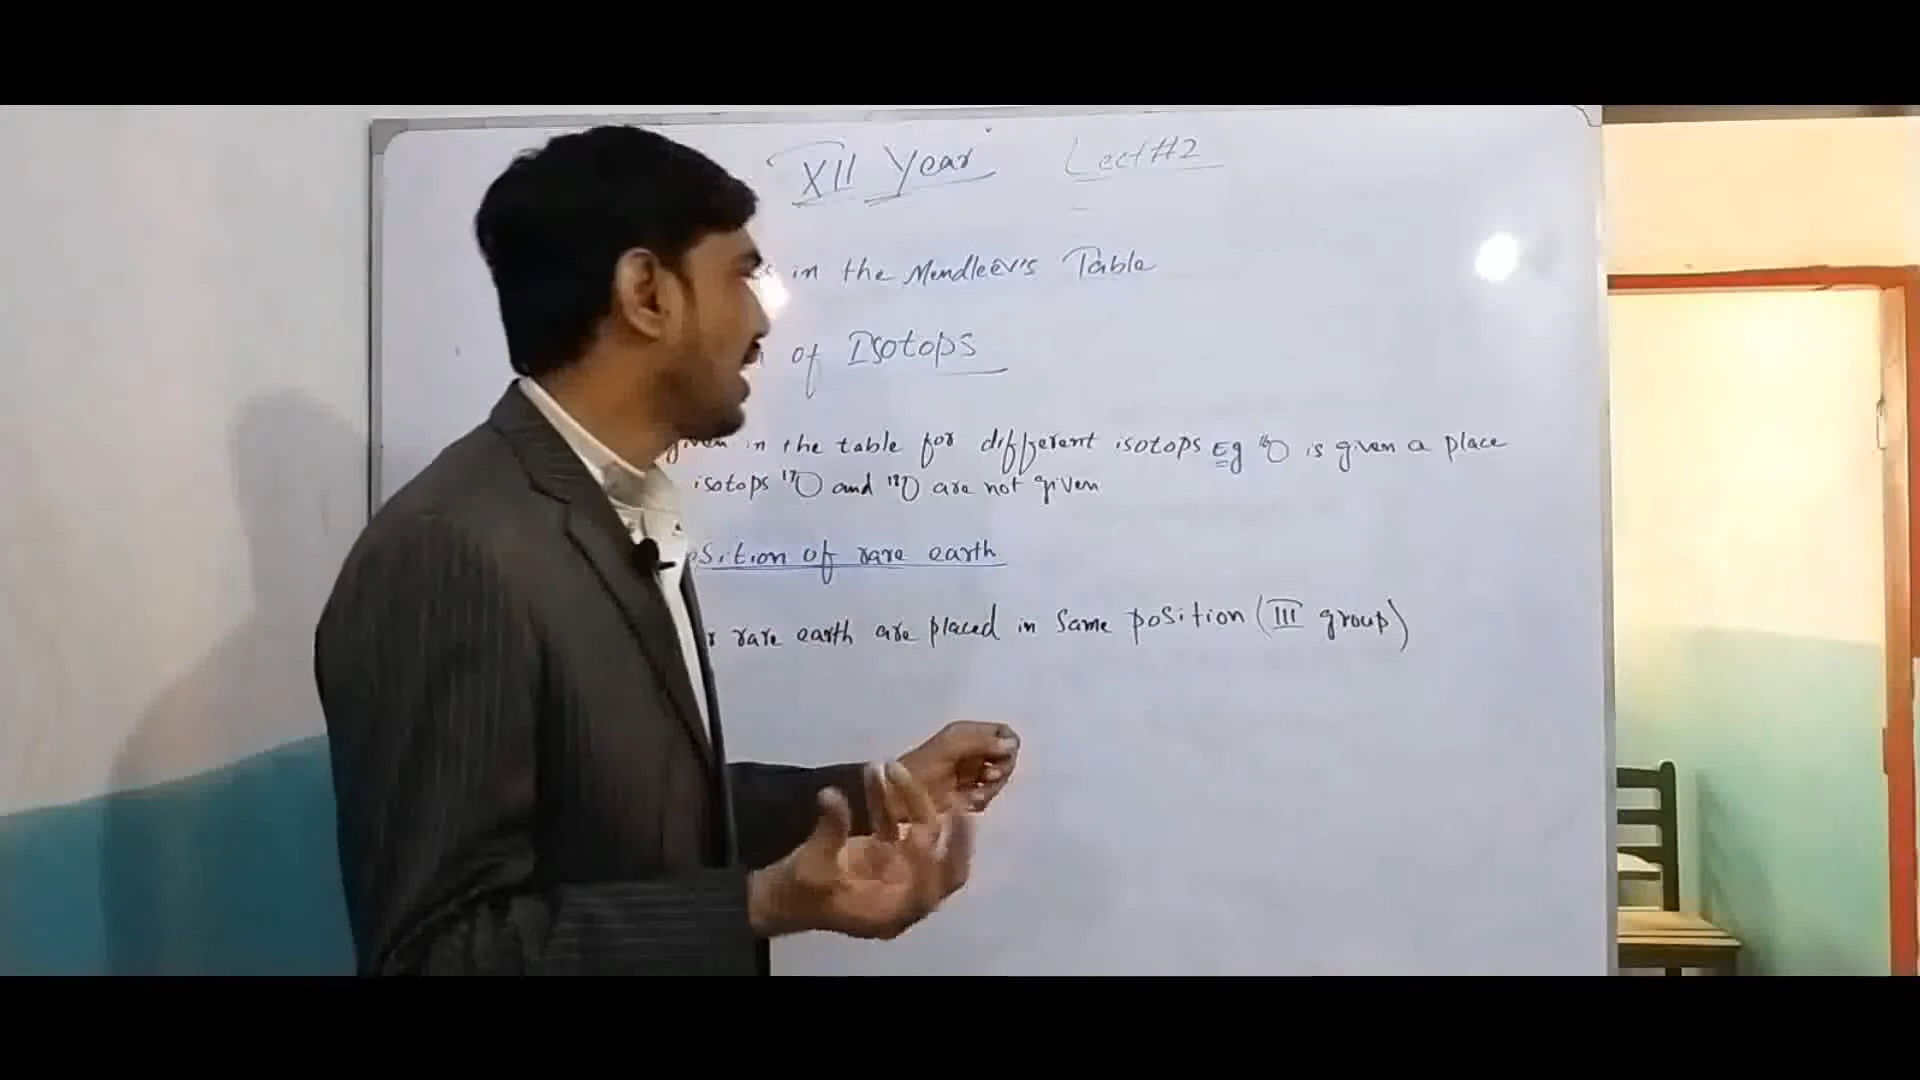 XII Year Lect#2
in the Mendleev's Table
of Isotops
given in the table for different isotops Eg ¹⁶O is given a place
isotops ¹⁷O and ¹⁸O are not given
osition of rare earth
rare earth are placed in Same position (III group)